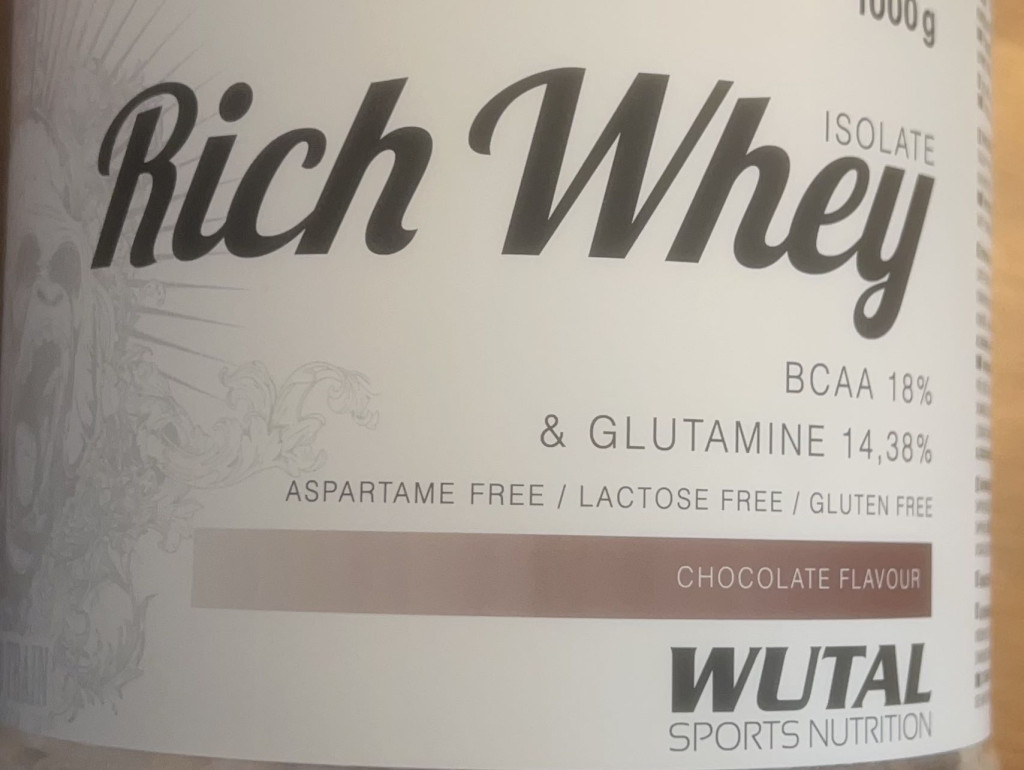 1000g
Rich Whey
ISOLATE
BCAA 18%
& GLUTAMINE 14,38%
ASPARTAME FREE / LACTOSE FREE / GLUTEN FREE
CHOCOLATE FLAVOUR
WUTAL
SPORTS NUTRITION